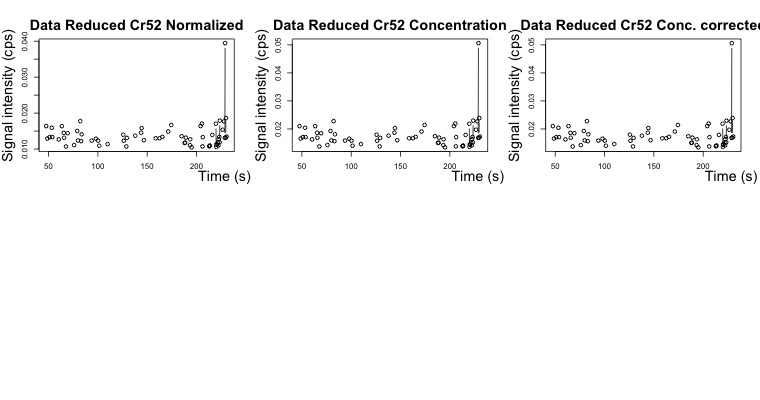 Data Reduced Cr52 Normalized
Signal intensity (cps)
0.010 0.020 0.030 0.040
50 100 150 200
Time (s)
Data Reduced Cr52 Concentration
Signal intensity (cps)
0.02 0.03 0.04 0.05
50 100 150 200
Time (s)
Data Reduced Cr52 Conc. corrected
Signal intensity (cps)
0.02 0.03 0.04 0.05
50 100 150 200
Time (s)